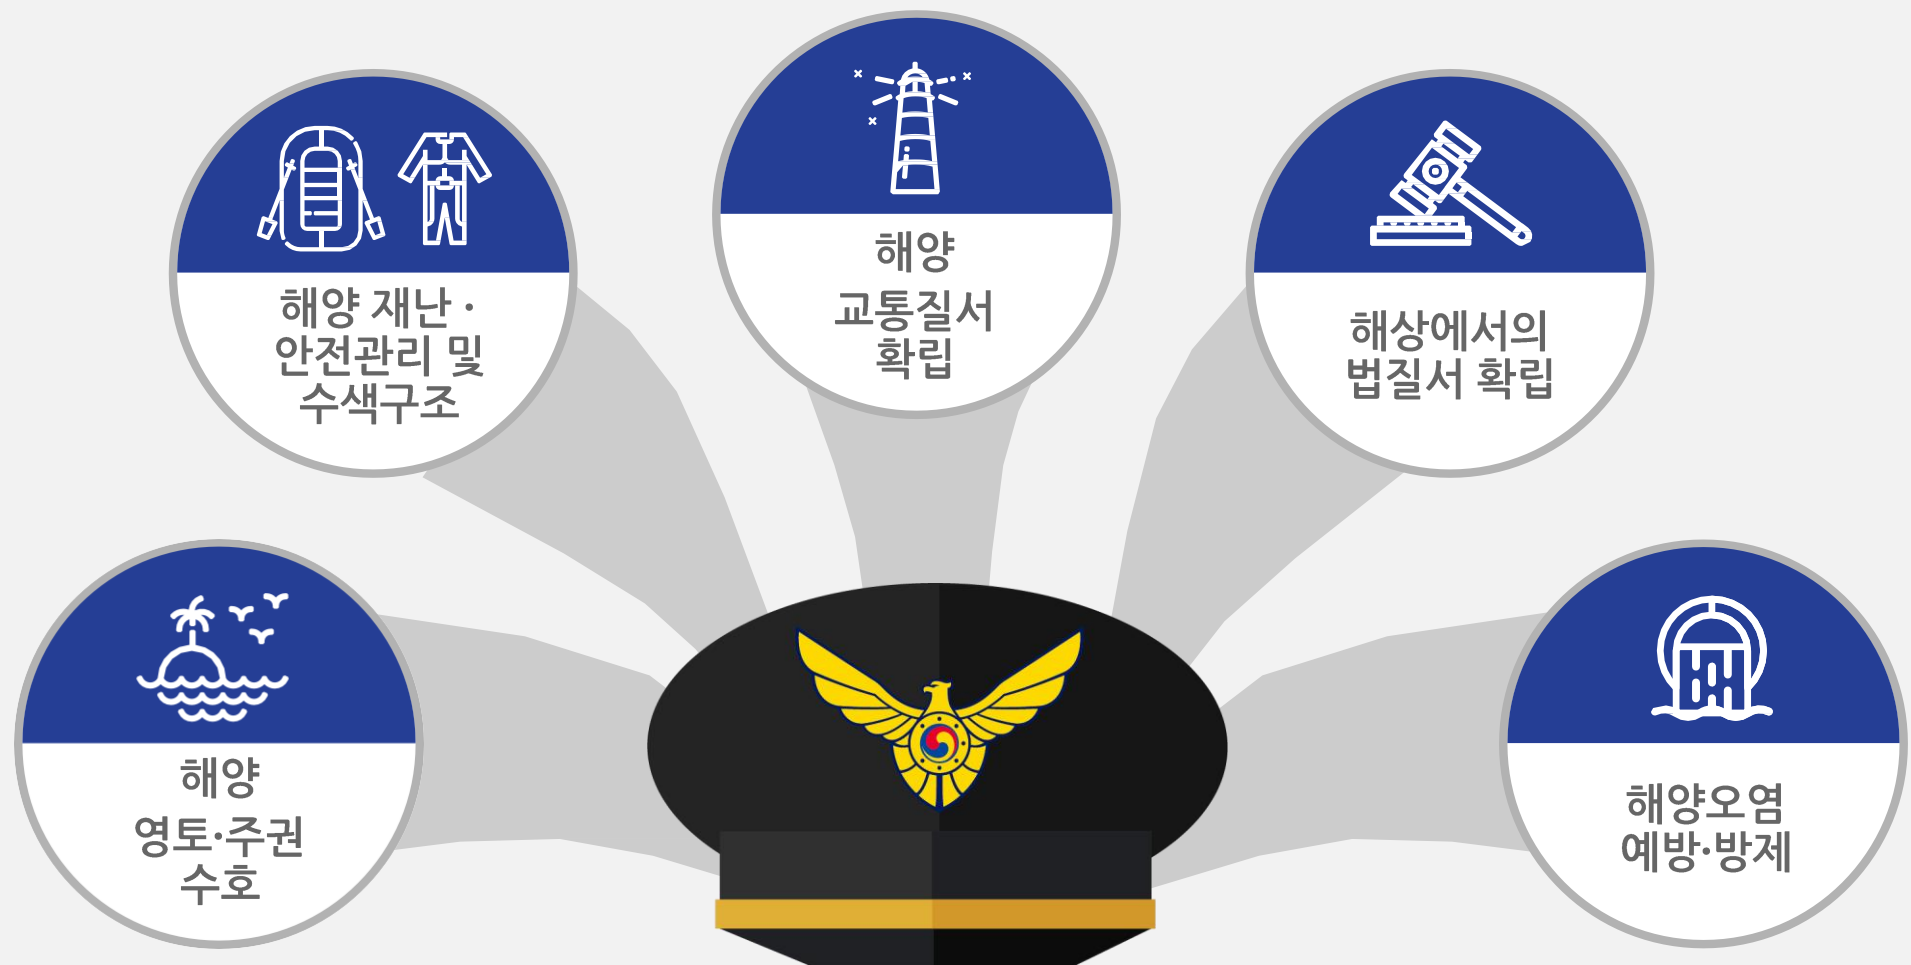 해양
영토·주권
수호
해양 재난 ·
안전관리 및
수색구조
해양
교통질서
확립
해상에서의
법질서 확립
해양오염
예방·방제